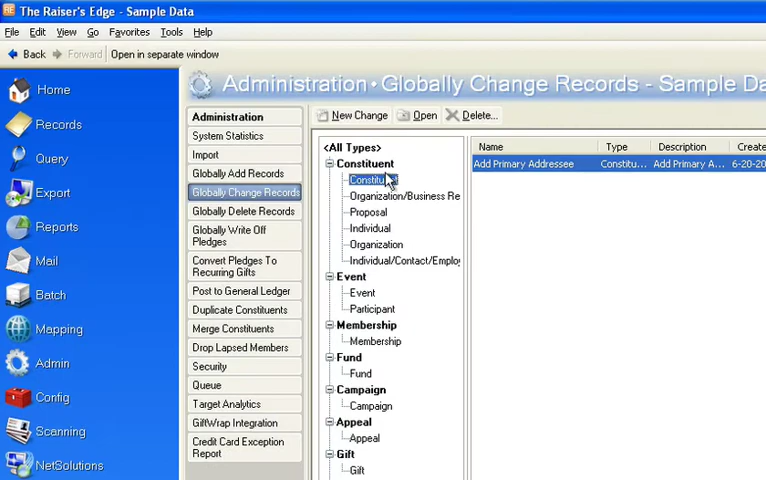 The Raiser's Edge - Sample Data
File Edit View Go Favorites Tools Help
Back Forward Open in separate window
Home
Records
Query
Export
Reports
Mail
Batch
Mapping
Admin
Config
Scanning
NetSolutions
Administration • Globally Change Records - Sample Da
Administration
System Statistics
Import
Globally Add Records
Globally Change Records
Globally Delete Records
Globally Write Off
Pledges
Convert Pledges To
Recurring Gifts
Post to General Ledger
Duplicate Constituents
Merge Constituents
Drop Lapsed Members
Security
Queue
Target Analytics
GiftWrap Integration
Credit Card Exception
Report
New Change Open Delete...
<All Types>
Constituent
Constituent
Organization/Business Re
Proposal
Individual
Organization
Individual/Contact/Employ
Event
Event
Participant
Membership
Membership
Fund
Fund
Campaign
Campaign
Appeal
Appeal
Gift
Gift
Name Type Description Create
Add Primary Addressee Constitu... Add Primary A... 6-20-20